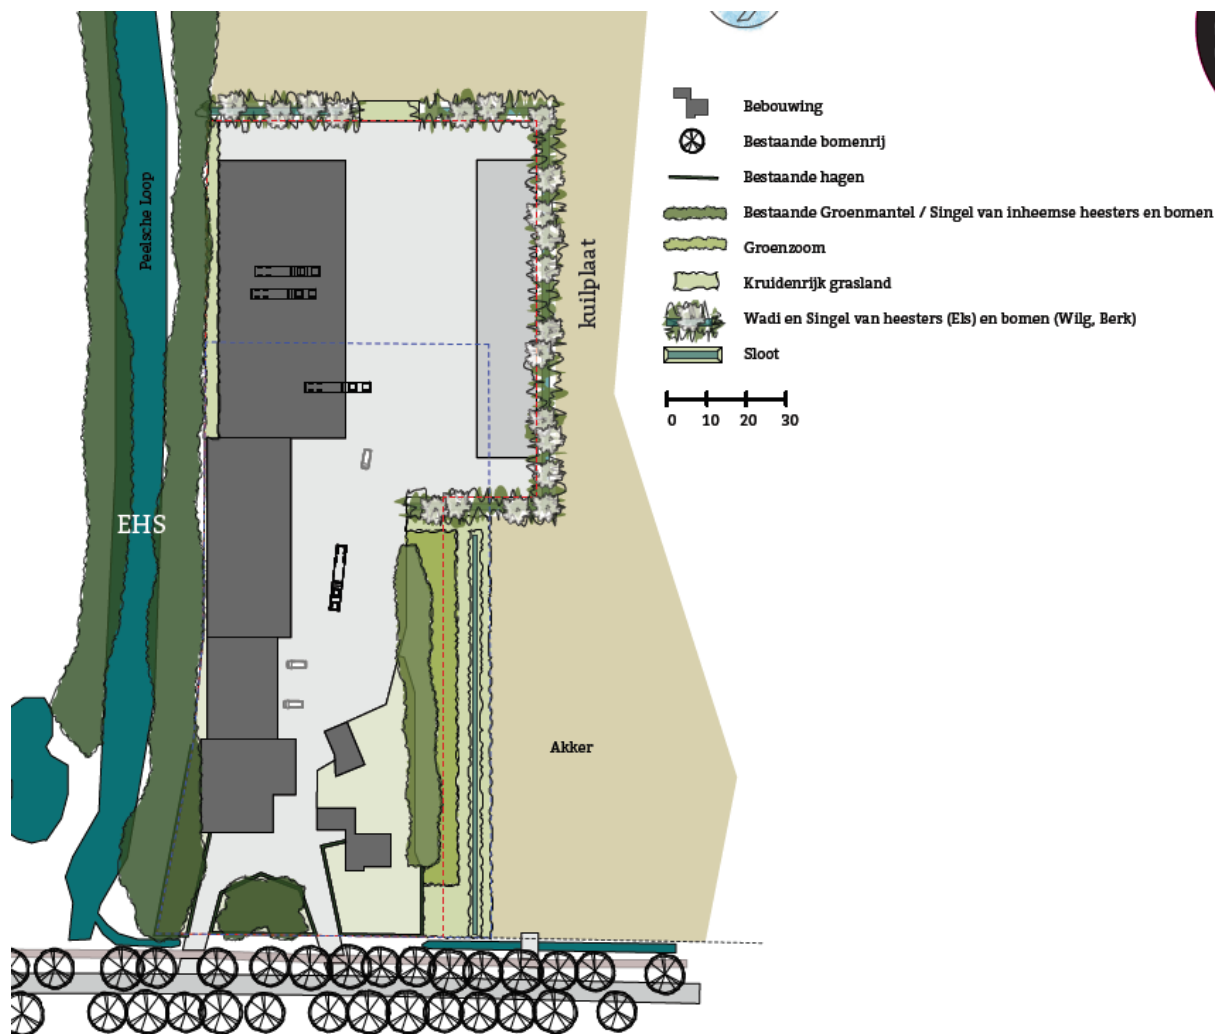 Peelsche Loop
EHS
kuilplaat
Akker
Bebouwing
Bestaande bomenrij
Bestaande hagen
Bestaande Groenmantel / Singel van inheemse heesters en bomen
Groenzoom
Kruidenrijk grasland
Wadi en Singel van heesters (Els) en bomen (Wilg, Berk)
Sloot
0 10 20 30